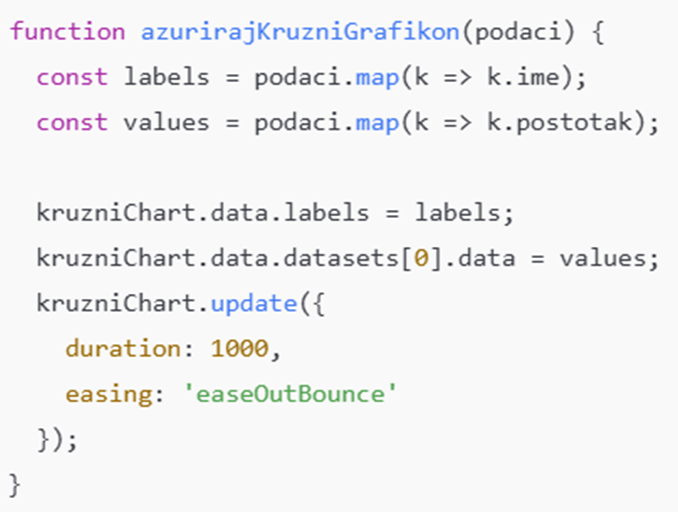 function azurirajKruzniGrafikon(podaci) {
  const labels = podaci.map(k => k.ime);
  const values = podaci.map(k => k.postotak);

  kruzniChart.data.labels = labels;
  kruzniChart.data.datasets[0].data = values;
  kruzniChart.update({
    duration: 1000,
    easing: 'easeOutBounce'
  });
}